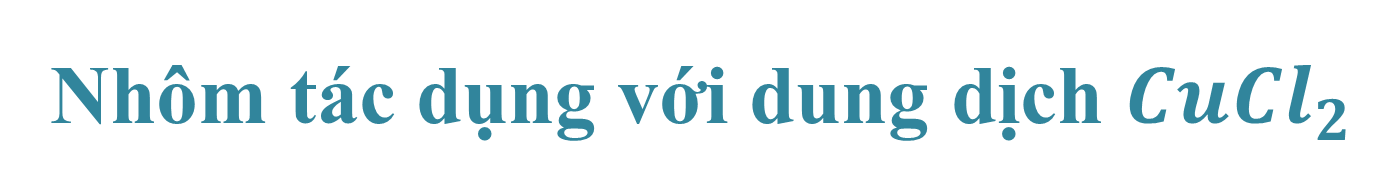 Nhôm tác dụng với dung dịch CuCl₂